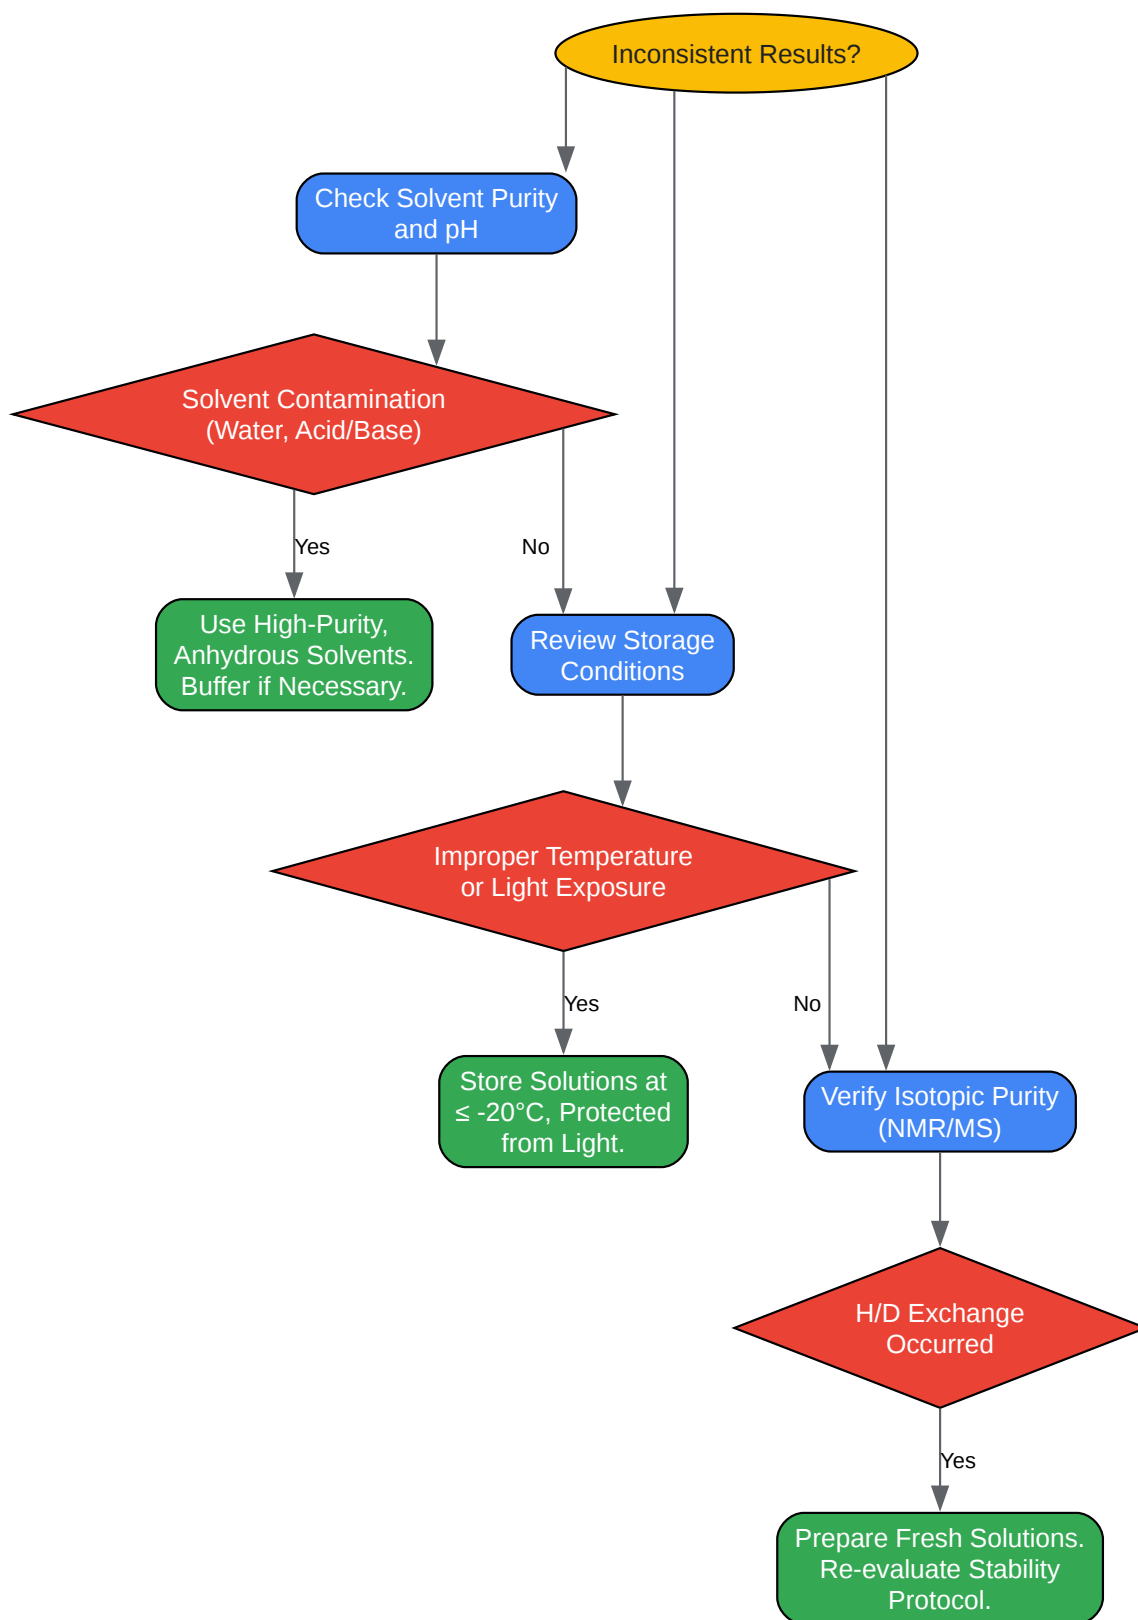 Inconsistent Results?
Check Solvent Purity
and pH
Solvent Contamination
(Water, Acid/Base)
Yes
No
Use High-Purity,
Anhydrous Solvents.
Buffer if Necessary.
Review Storage
Conditions
Improper Temperature
or Light Exposure
Yes
No
Store Solutions at
≤ -20°C, Protected
from Light.
Verify Isotopic Purity
(NMR/MS)
H/D Exchange
Occurred
Yes
Prepare Fresh Solutions.
Re-evaluate Stability
Protocol.